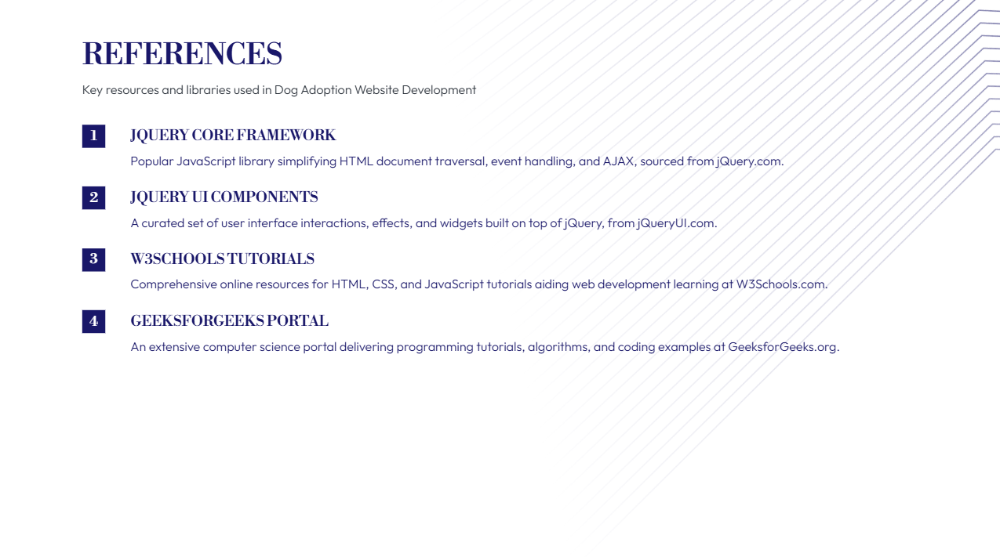 REFERENCES
Key resources and libraries used in Dog Adoption Website Development
1 JQUERY CORE FRAMEWORK
Popular JavaScript library simplifying HTML document traversal, event handling, and AJAX, sourced from jQuery.com.
2 JQUERY UI COMPONENTS
A curated set of user interface interactions, effects, and widgets built on top of jQuery, from jQueryUI.com.
3 W3SCHOOLS TUTORIALS
Comprehensive online resources for HTML, CSS, and JavaScript tutorials aiding web development learning at W3Schools.com.
4 GEEKSFORGEEKS PORTAL
An extensive computer science portal delivering programming tutorials, algorithms, and coding examples at GeeksforGeeks.org.